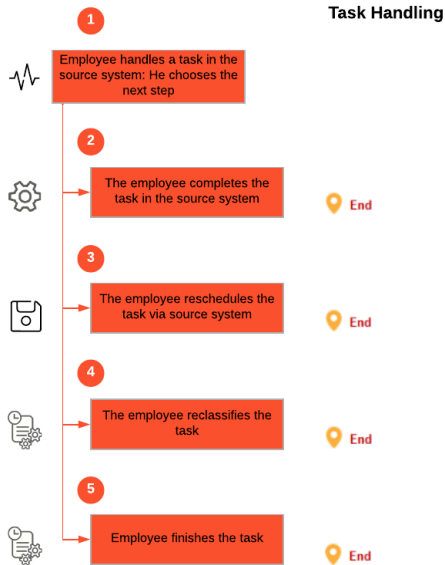 Task Handling
1
Employee handles a task in the
source system: He chooses the
next step
2
The employee completes the
task in the source system
End
3
The employee reschedules the
task via source system
End
4
The employee reclassifies the
task
End
5
Employee finishes the task
End